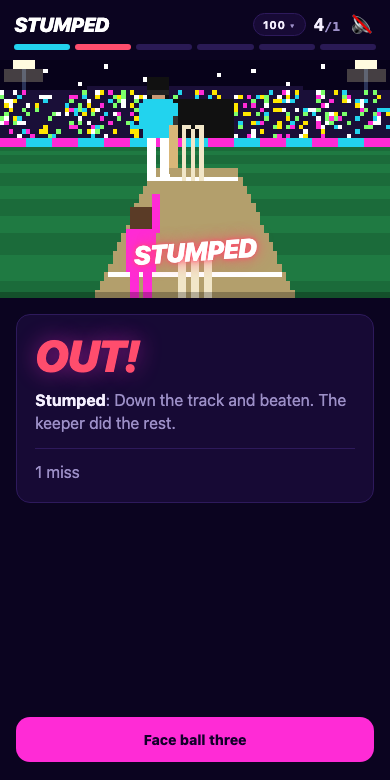 STUMPED
100 ▾
4/1
STUMPED
OUT!
Stumped: Down the track and beaten. The
keeper did the rest.
1 miss
Face ball three